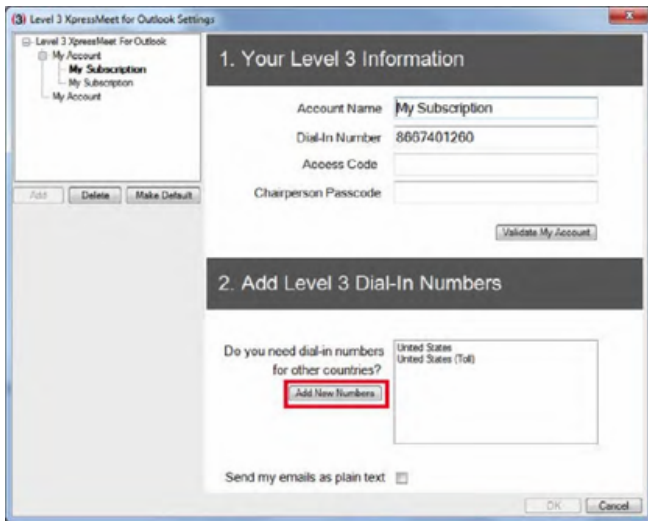 (3) Level 3 XpressMeet for Outlook Settings
Level 3 XpressMeet For Outlook
My Account
My Subscription
My Subscription
My Account
Add Delete Make Default
1. Your Level 3 Information
Account Name My Subscription
Dial-In Number 8667401260
Access Code
Chairperson Passcode
Validate My Account
2. Add Level 3 Dial-In Numbers
Do you need dial-in numbers
for other countries?
Add New Numbers
United States
United States (Toll)
Send my emails as plain text
OK Cancel